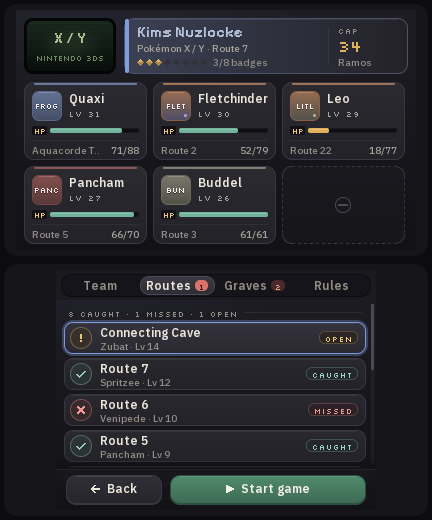 X/Y
NINTENDO 3DS
Kims Nuzlocke
Pokémon X / Y · Route 7
3/8 badges
CAP
34
Ramos
FROG
Quaxi
LV 31
HP
Aquacorde T..
71/88
FLET
Fletchinder
LV 30
HP
Route 2
52/79
LITL
Leo
LV 29
HP
Route 22
18/77
PANC
Pancham
LV 27
HP
Route 5
66/70
BUN
Buddel
LV 26
HP
Route 3
61/61
Team
Routes 1
Graves 2
Rules
8 CAUGHT · 1 MISSED · 1 OPEN
!
Connecting Cave
Zubat · Lv 14
OPEN
Route 7
Spritzee · Lv 12
CAUGHT
Route 6
Venipede · Lv 10
MISSED
Route 5
Pancham · Lv 9
CAUGHT
← Back
▶ Start game